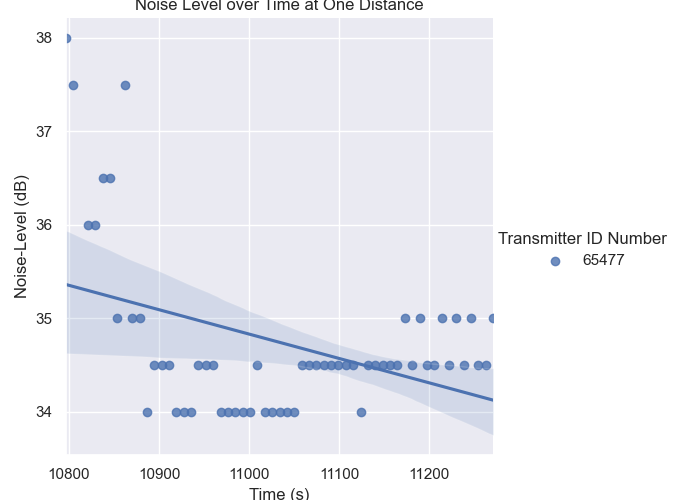 Noise Level over Time at One Distance
38
37
36
35
34
Noise-Level (dB)
10800 10900 11000 11100 11200
Time (s)
Transmitter ID Number
65477